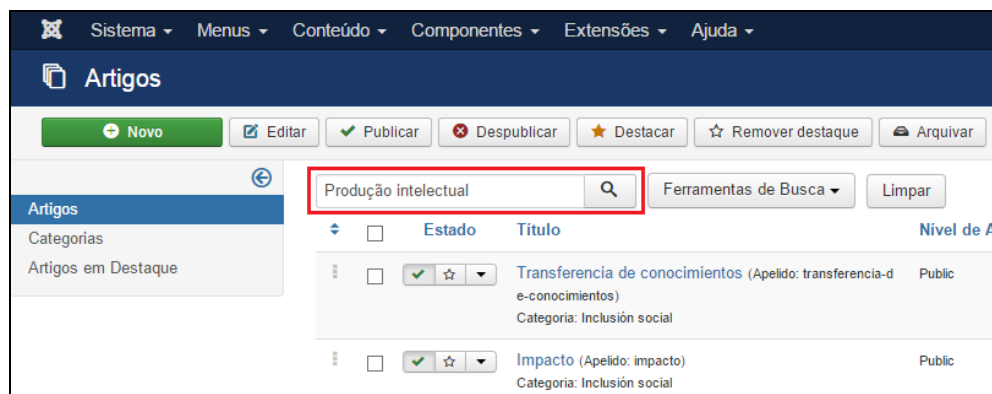 Sistema Menus Conteúdo Componentes Extensões Ajuda
Artigos
Novo Editar Publicar Despublicar Destacar Remover destaque Arquivar
Produção intelectual Ferramentas de Busca Limpar
Artigos
Categorias
Artigos em Destaque
Estado Título Nível de A
Transferencia de conocimientos (Apelido: transferencia-d Public
e-conocimientos)
Categoria: Inclusión social
Impacto (Apelido: impacto) Public
Categoria: Inclusión social